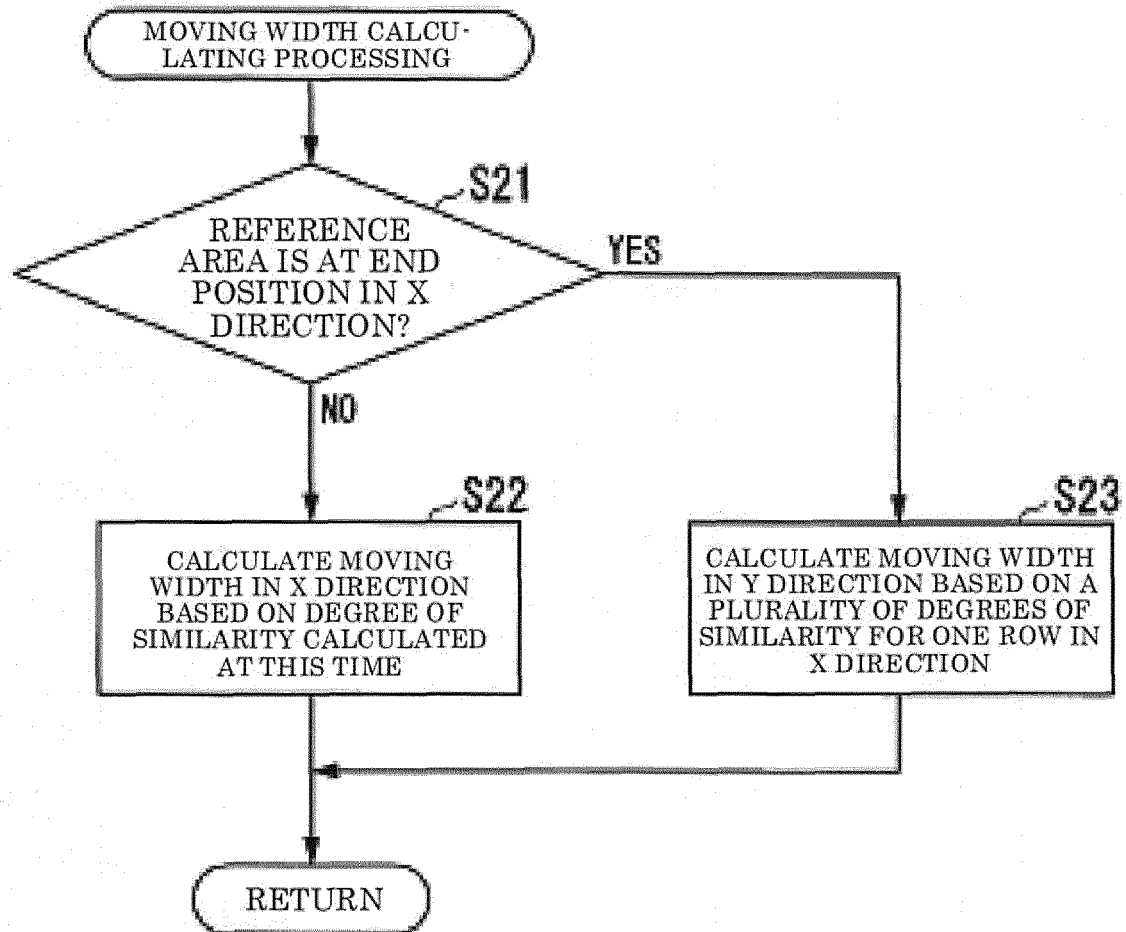 MOVING WIDTH CALCU-
LATING PROCESSING
S21
REFERENCE
AREA IS AT END
POSITION IN X
DIRECTION?
YES
NO
S22
CALCULATE MOVING
WIDTH IN X DIRECTION
BASED ON DEGREE OF
SIMILARITY CALCULATED
AT THIS TIME
S23
CALCULATE MOVING WIDTH
IN Y DIRECTION BASED ON A
PLURALITY OF DEGREES OF
SIMILARITY FOR ONE ROW IN
X DIRECTION
RETURN